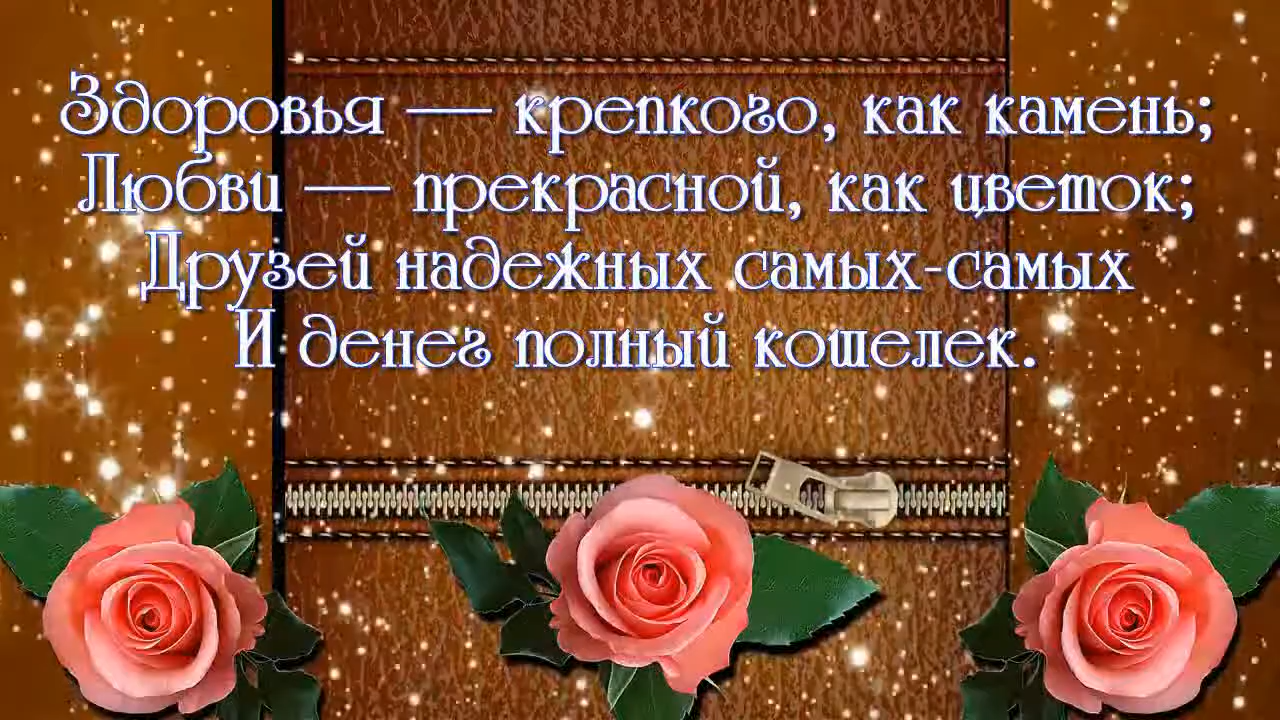 Здоровья — крепкого, как камень;
Любви — прекрасной, как цветок;
Друзей надежных самых-самых
И денег полный кошелек.